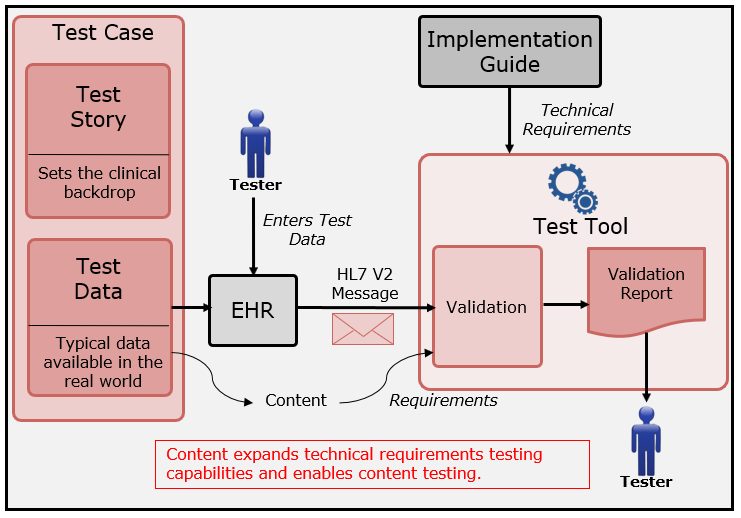 Test Case
Test
Story
Sets the clinical
backdrop
Test
Data
Typical data
available in the
real world
Tester
Enters Test
Data
EHR
HL7 V2
Message
Content
Requirements
Implementation
Guide
Technical
Requirements
Test Tool
Validation
Validation
Report
Tester
Content expands technical requirements testing
capabilities and enables content testing.